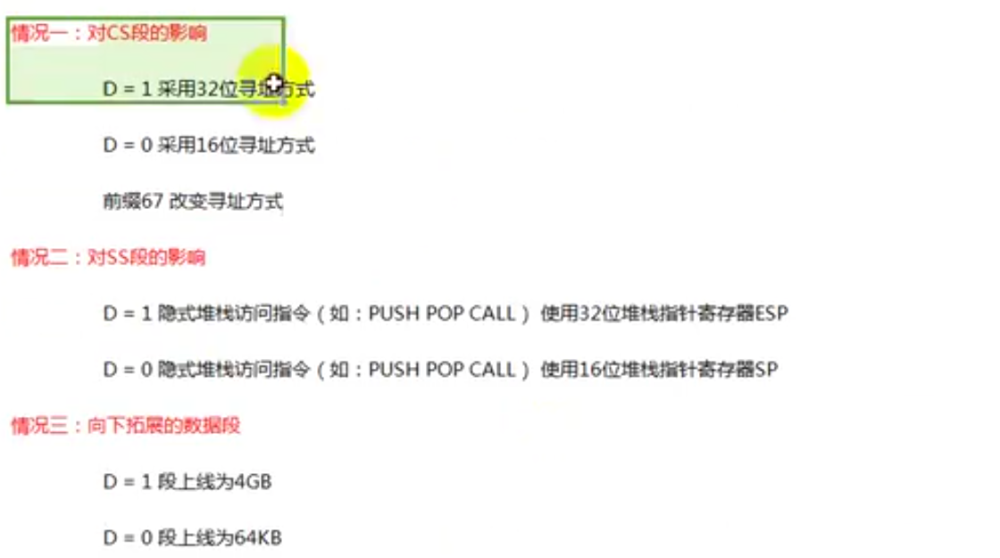 情况一：对CS段的影响
D = 1 采用32位寻址方式
D = 0 采用16位寻址方式
前缀67 改变寻址方式
情况二：对SS段的影响
D = 1 隐式堆栈访问指令（如：PUSH POP CALL） 使用32位堆栈指针寄存器ESP
D = 0 隐式堆栈访问指令（如：PUSH POP CALL） 使用16位堆栈指针寄存器SP
情况三：向下拓展的数据段
D = 1 段上线为4GB
D = 0 段上线为64KB